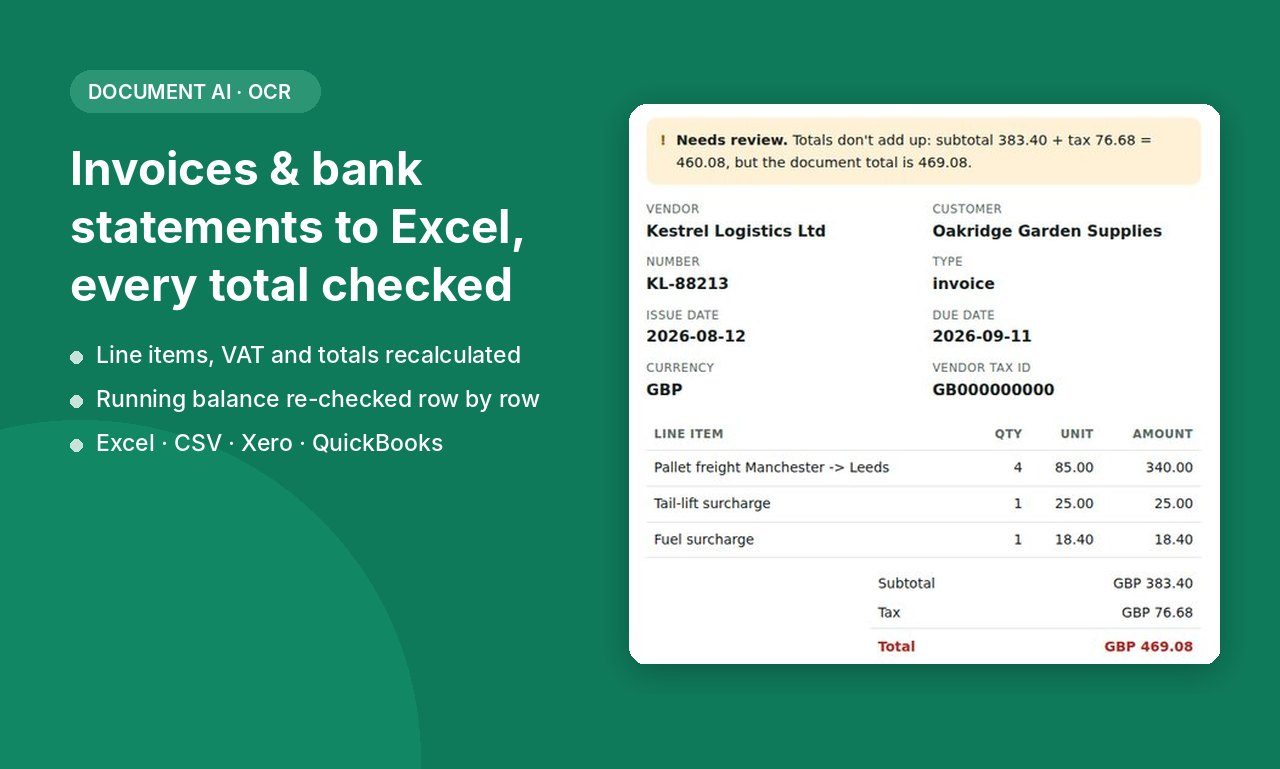 DOCUMENT AI · OCR
Invoices & bank
statements to Excel,
every total checked
Line items, VAT and totals recalculated
Running balance re-checked row by row
Excel · CSV · Xero · QuickBooks
! Needs review. Totals don't add up: subtotal 383.40 + tax 76.68 =
460.08, but the document total is 469.08.
VENDOR CUSTOMER
Kestrel Logistics Ltd Oakridge Garden Supplies
NUMBER TYPE
KL-88213 invoice
ISSUE DATE DUE DATE
2026-08-12 2026-09-11
CURRENCY VENDOR TAX ID
GBP GB000000000
LINE ITEM QTY UNIT AMOUNT
Pallet freight Manchester -> Leeds 4 85.00 340.00
Tail-lift surcharge 1 25.00 25.00
Fuel surcharge 1 18.40 18.40
Subtotal GBP 383.40
Tax GBP 76.68
Total GBP 469.08